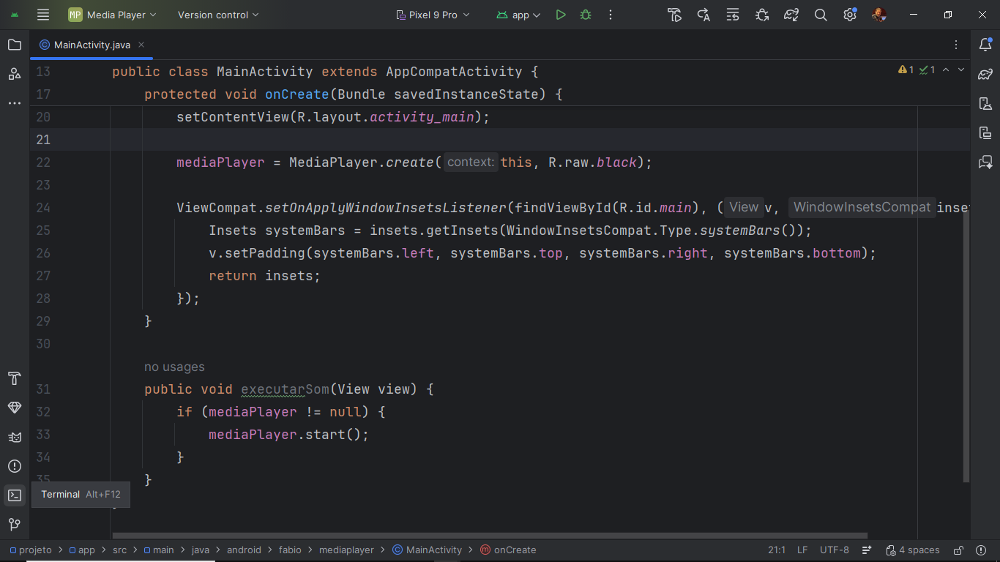 MP Media Player Version control Pixel 9 Pro app
MainActivity.java
13 public class MainActivity extends AppCompatActivity { 1 1
17 protected void onCreate(Bundle savedInstanceState) {
20 setContentView(R.layout.activity_main);
21
22 mediaPlayer = MediaPlayer.create( context: this, R.raw.black);
23
24 ViewCompat.setOnApplyWindowInsetsListener(findViewById(R.id.main), ( View v, WindowInsetsCompat
25 Insets systemBars = insets.getInsets(WindowInsetsCompat.Type.systemBars());
26 v.setPadding(systemBars.left, systemBars.top, systemBars.right, systemBars.bottom);
27 return insets;
28 });
29 }
30
no usages
31 public void executarSom(View view) {
32 if (mediaPlayer != null) {
33 mediaPlayer.start();
34 }
35 }
Terminal Alt+F12
projeto app src main java android fabio mediaplayer MainActivity onCreate 21:1 LF UTF-8 4 spaces